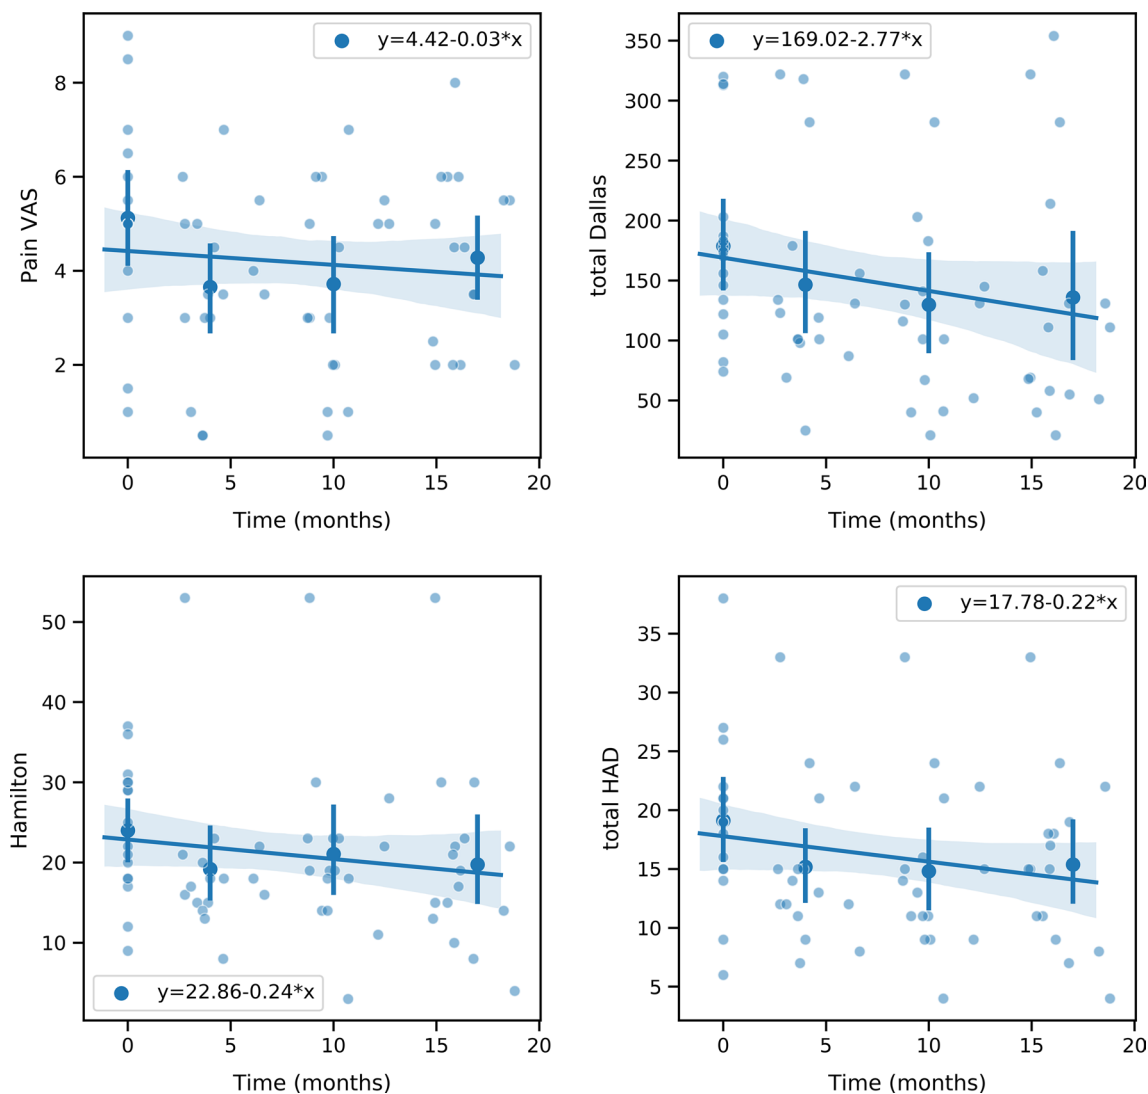 y=4.42-0.03*x
Pain VAS
8
6
4
2
0 5 10 15 20
Time (months)
y=169.02-2.77*x
total Dallas
350
300
250
200
150
100
50
0 5 10 15 20
Time (months)
Hamilton
50
40
30
20
10
y=22.86-0.24*x
0 5 10 15 20
Time (months)
y=17.78-0.22*x
total HAD
35
30
25
20
15
10
5
0 5 10 15 20
Time (months)